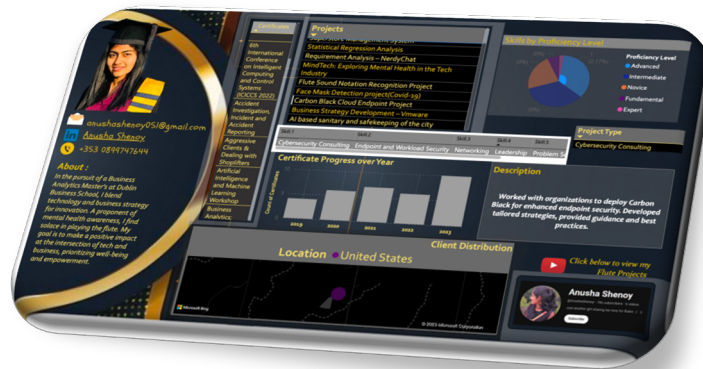 anushashenoy051@gmail.com
Anusha Shenoy
+353 0899747644
About :
In the pursuit of a Business
Analytics Master's at Dublin
Business School, I blend
technology and business strategy
for innovation. A proponent of
mental health awareness, I find
solace in playing the flute. My
goal is to make a positive impact
at the intersection of tech and
business, prioritizing well-being
and empowerment.
Certificates
6th
International
Conference
on Intelligent
Computing
and Control
Systems
(ICICCS 2022)
Accident
Investigation,
Incident and
Accident
Reporting
Aggressive
Clients &
Dealing with
Shoplifters
Artificial
Intelligence
and Machine
Learning
Workshop
Business
Analytics
Projects
Superstore Management System
Statistical Regression Analysis
Requirement Analysis – NerdyChat
MindTech: Exploring Mental Health in the Tech
Industry
Flute Sound Notation Recognition Project
Face Mask Detection project(Covid-19)
Carbon Black Cloud Endpoint Project
Business Strategy Development – Vmware
AI based sanitary and safekeeping of the city
Skill.1 Skill.2 Skill.3 Skill.4 Skill.5
Cybersecurity Consulting Endpoint and Workload Security Networking Leadership Problem S
Certificate Progress over Year
Count of Certificates
2019 2020 2021 2022 2023
Skills by Proficiency Level
Proficiency Level
Advanced
Intermediate
Novice
Fundamental
Expert
Project Type
Cybersecurity Consulting
Description
Worked with organizations to deploy Carbon
Black for enhanced endpoint security. Developed
tailored strategies, provided guidance and best
practices.
Client Distribution
Location United States
Microsoft Bing
© 2023 Microsoft Corporation
Click below to view my
Flute Projects
Anusha Shenoy
Subscribe